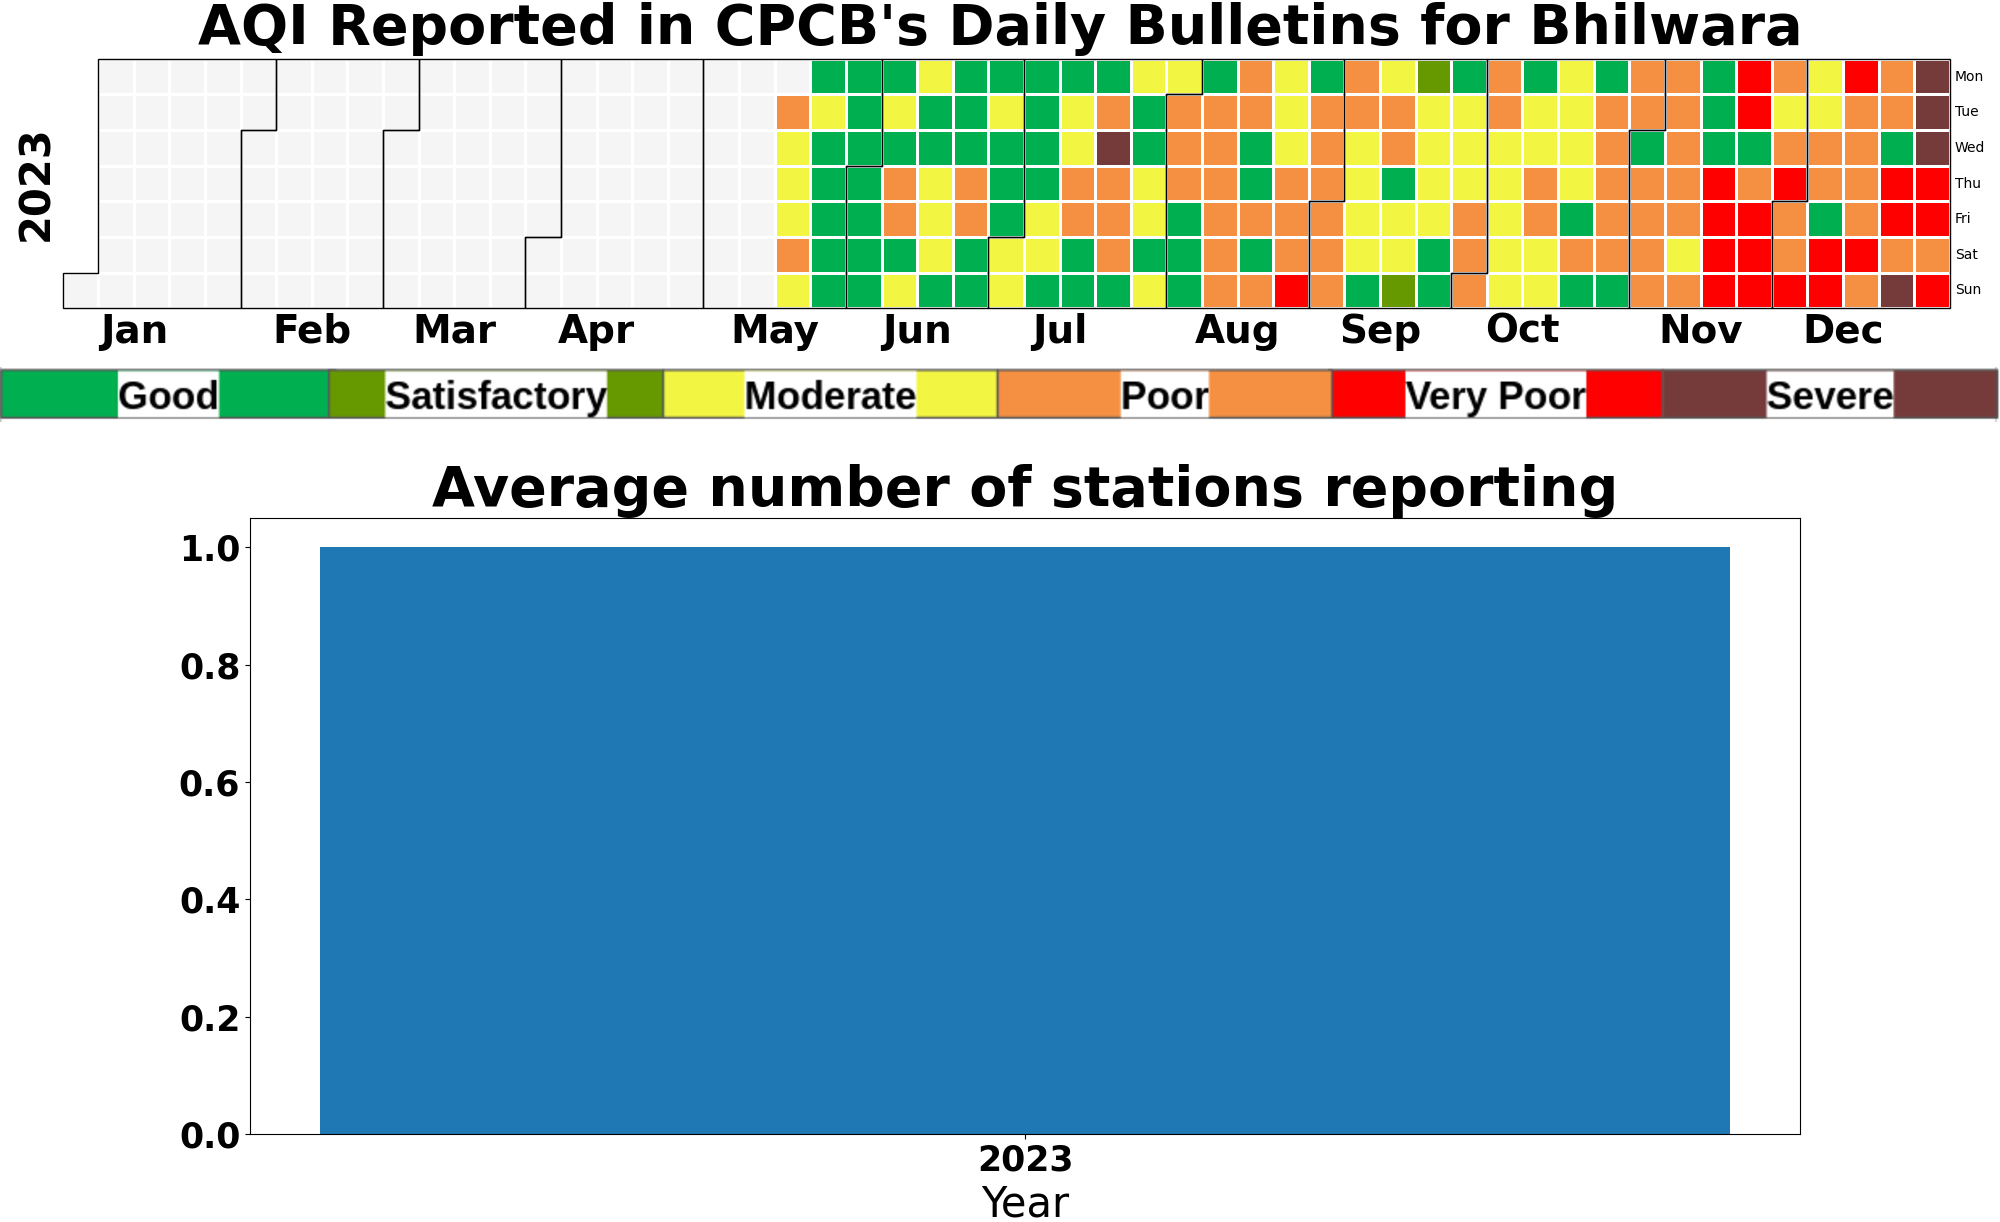 AQI Reported in CPCB's Daily Bulletins for Bhilwara
2023
Mon
Tue
Wed
Thu
Fri
Sat
Sun
Jan Feb Mar Apr May Jun Jul Aug Sep Oct Nov Dec
Good Satisfactory Moderate Poor Very Poor Severe
Average number of stations reporting
1.0
0.8
0.6
0.4
0.2
0.0
2023
Year